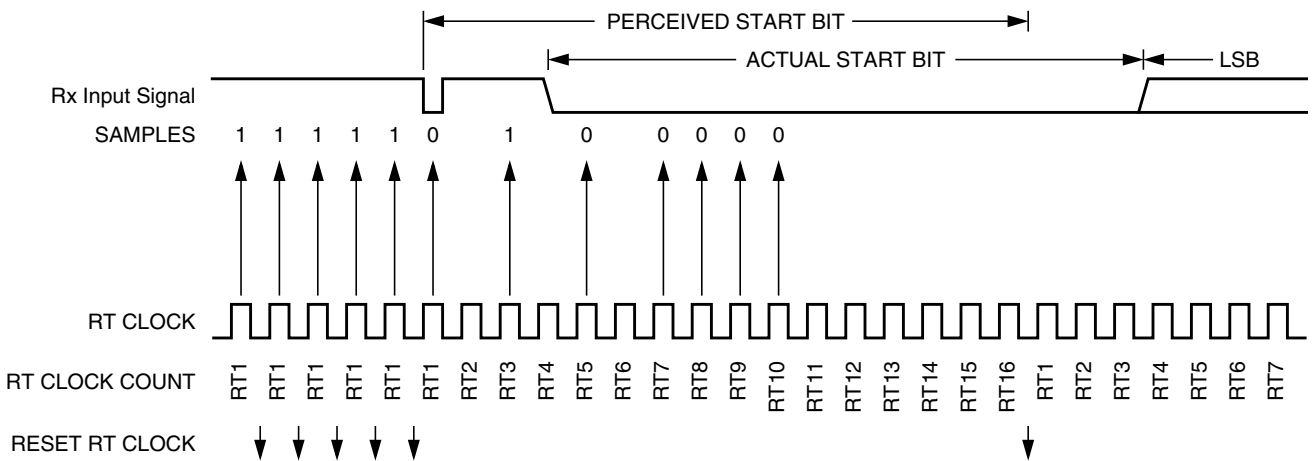 PERCEIVED START BIT
ACTUAL START BIT LSB
Rx Input Signal
SAMPLES 1 1 1 1 1 0 1 0 0 0 0 0
RT CLOCK
RT CLOCK COUNT RT1 RT1 RT1 RT1 RT1 RT1 RT2 RT3 RT4 RT5 RT6 RT7 RT8 RT9 RT10 RT11 RT12 RT13 RT14 RT15 RT16 RT1 RT2 RT3 RT4 RT5 RT6 RT7
RESET RT CLOCK